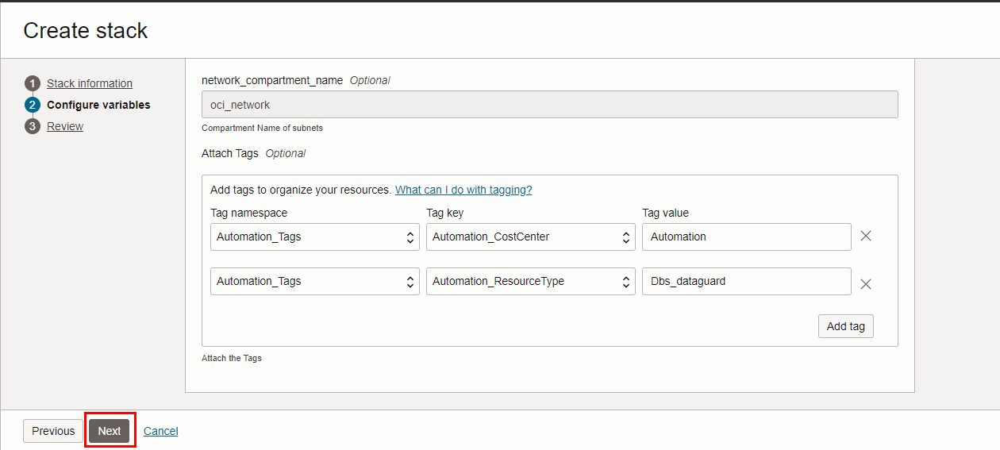 Create stack
1 Stack information
2 Configure variables
3 Review
network_compartment_name Optional
oci_network
Compartment Name of subnets
Attach Tags Optional
Add tags to organize your resources. What can I do with tagging?
Tag namespace Tag key Tag value
Automation_Tags Automation_CostCenter Automation
Automation_Tags Automation_ResourceType Dbs_dataguard
Add tag
Attach the Tags
Previous Next Cancel